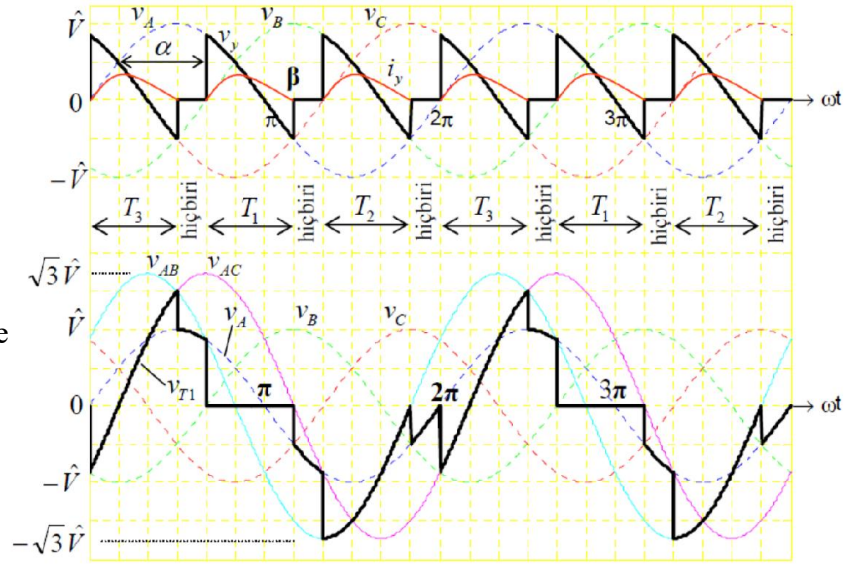 V̂ v_A v_B v_C
α v_y β i_y
0 π 2π 3π ωt
−V̂
T_3 hiçbiri T_1 hiçbiri T_2 hiçbiri T_3 hiçbiri T_1 hiçbiri T_2 hiçbiri
√3 V̂ v_AB v_AC
V̂ v_A v_B v_C
e
v_T1 π 2π 3π
0 ωt
−V̂
−√3 V̂